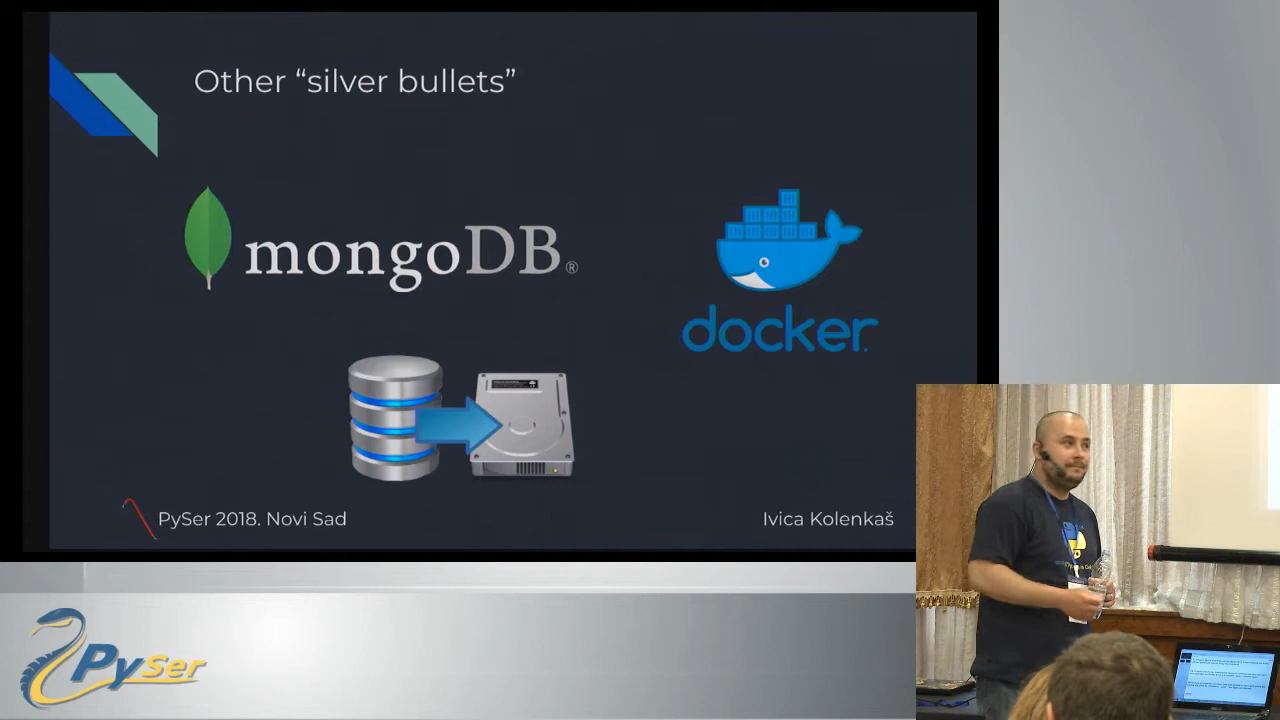 Other “silver bullets”
mongoDB®
docker
PySer 2018. Novi Sad
Ivica Kolenkaš
PySer